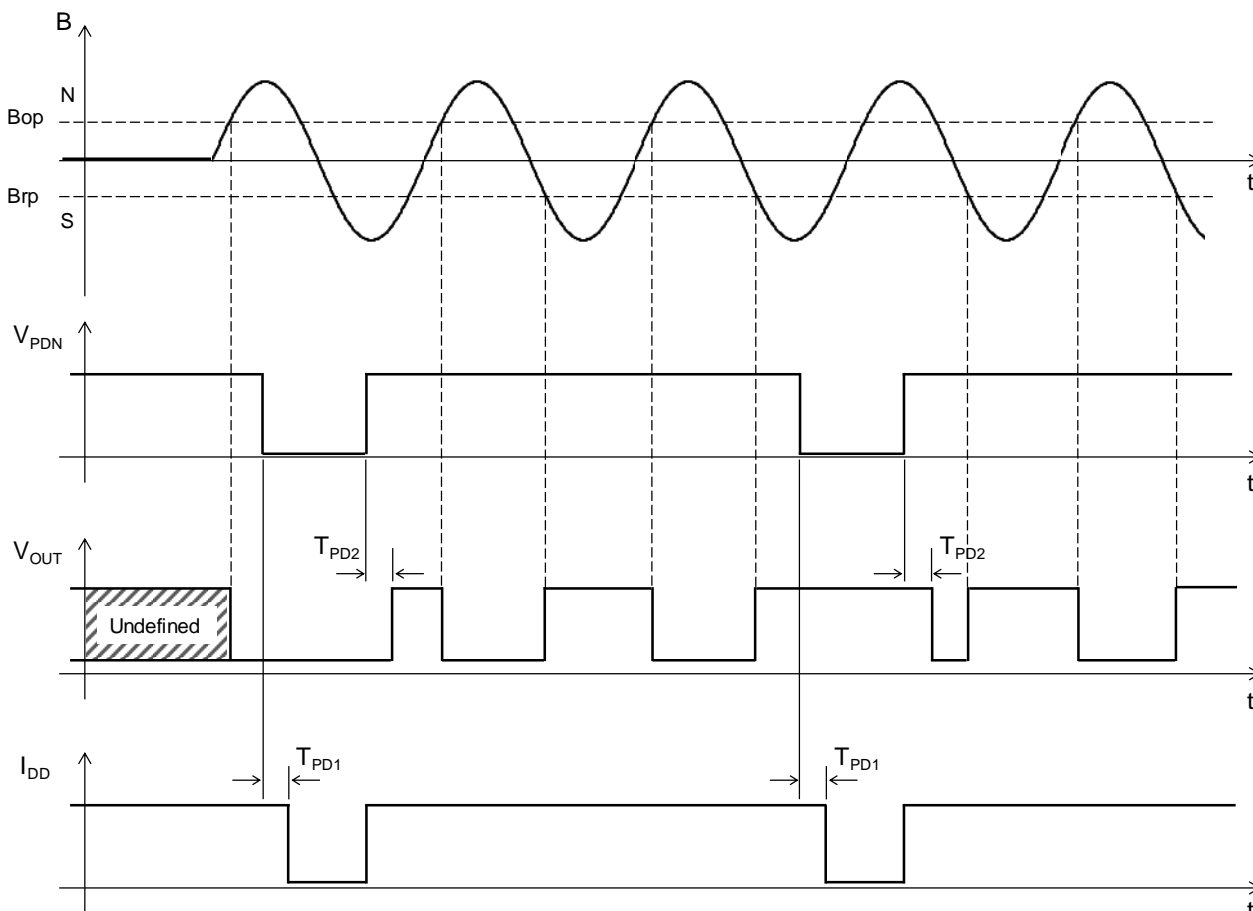 B
N
Bop
t
Brp
S
VPDN
t
VOUT
TPD2
TPD2
Undefined
t
IDD
TPD1
TPD1
t